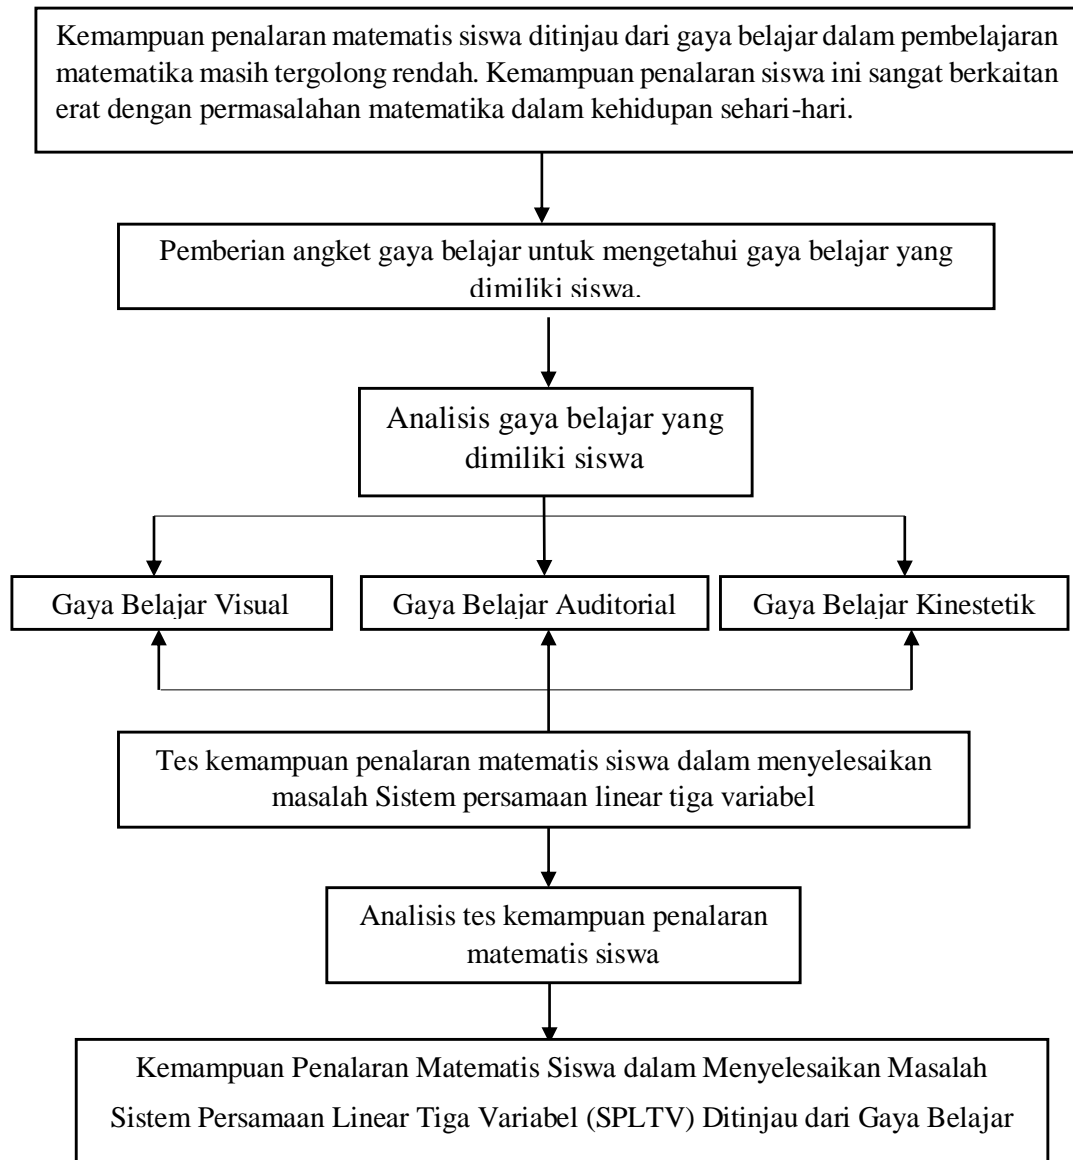 Kemampuan penalaran matematis siswa ditinjau dari gaya belajar dalam pembelajaran
matematika masih tergolong rendah. Kemampuan penalaran siswa ini sangat berkaitan
erat dengan permasalahan matematika dalam kehidupan sehari-hari.
Pemberian angket gaya belajar untuk mengetahui gaya belajar yang
dimiliki siswa.
Analisis gaya belajar yang
dimiliki siswa
Gaya Belajar Visual
Gaya Belajar Auditorial
Gaya Belajar Kinestetik
Tes kemampuan penalaran matematis siswa dalam menyelesaikan
masalah Sistem persamaan linear tiga variabel
Analisis tes kemampuan penalaran
matematis siswa
Kemampuan Penalaran Matematis Siswa dalam Menyelesaikan Masalah
Sistem Persamaan Linear Tiga Variabel (SPLTV) Ditinjau dari Gaya Belajar